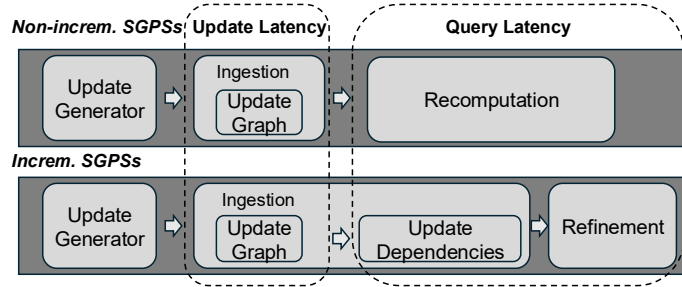 Non-increm. SGPSs Update Latency Query Latency
Update
Generator
Ingestion
Update
Graph
Recomputation
Increm. SGPSs
Update
Generator
Ingestion
Update
Graph
Update
Dependencies
Refinement